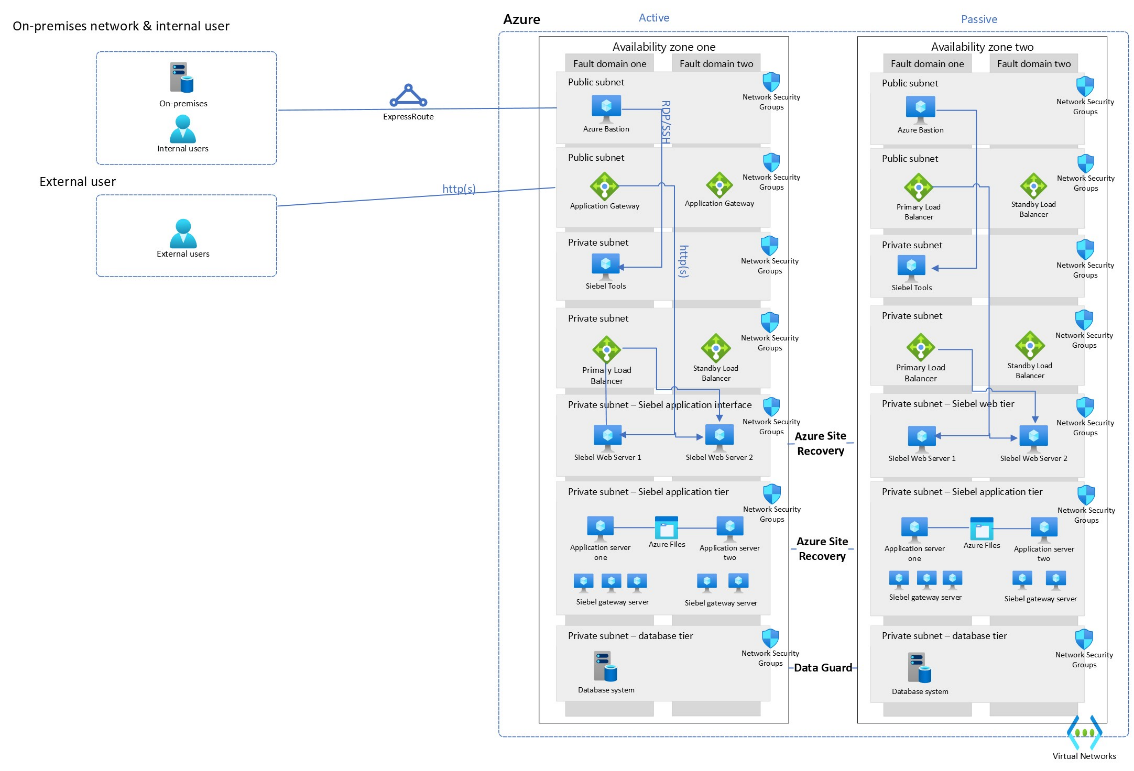 On-premises network & internal user
On-premises
Internal users
ExpressRoute
External user
External users
http(s)
Azure
Active
Passive
Availability zone one
Fault domain one
Fault domain two
Public subnet
Network Security
Groups
Azure Bastion
RDP/SSH
Public subnet
Network Security
Groups
Application Gateway
Application Gateway
Private subnet
Network Security
Groups
Siebel Tools
http(s)
Private subnet
Network Security
Groups
Primary Load
Balancer
Standby Load
Balancer
Private subnet – Siebel application interface
Network Security
Groups
Siebel Web Server 1
Siebel Web Server 2
Private subnet – Siebel application tier
Network Security
Groups
Application server
one
Azure Files
Application server
two
Siebel gateway server
Siebel gateway server
Private subnet – database tier
Network Security
Groups
Database system
Azure Site
Recovery
Azure Site
Recovery
Data Guard
Availability zone two
Fault domain one
Fault domain two
Public subnet
Network Security
Groups
Azure Bastion
Public subnet
Network Security
Groups
Primary Load
Balancer
Standby Load
Balancer
Private subnet
Network Security
Groups
Siebel Tools
Private subnet
Network Security
Groups
Primary Load
Balancer
Standby Load
Balancer
Private subnet – Siebel web tier
Network Security
Groups
Siebel Web Server 1
Siebel Web Server 2
Private subnet – Siebel application tier
Network Security
Groups
Application server
one
Azure Files
Application server
two
Siebel gateway server
Siebel gateway server
Private subnet – database tier
Network Security
Groups
Database system
Virtual Networks